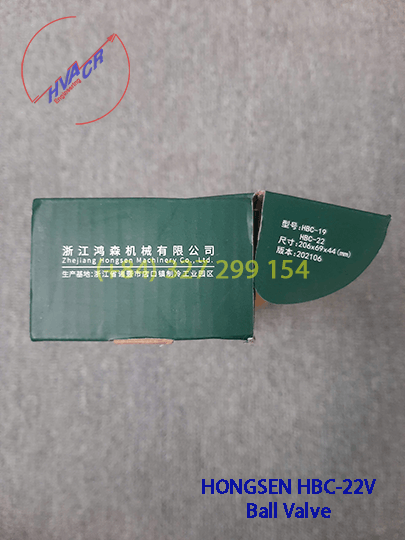 HVACR
Engineering
浙江鸿森机械有限公司
Zhejiang Hongsen Machinery Co., Ltd.
生产基地:浙江省诸暨市店口镇制冷工业园区
型号:HBC-19
HBC-22
尺寸:206x69x44(mm)
版本:202106
299 154
HONGSEN HBC-22V
Ball Valve